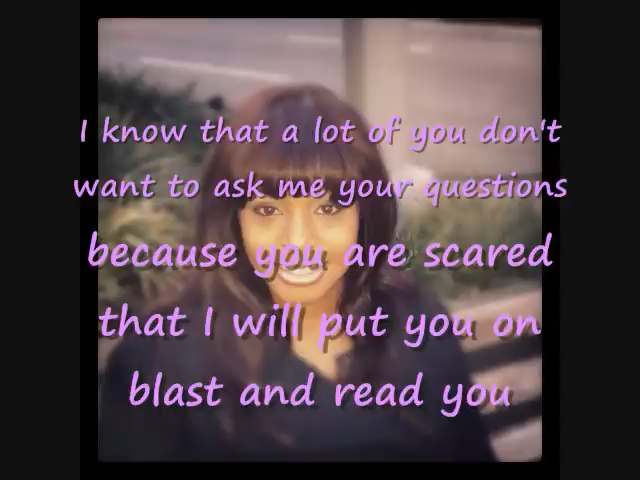 I know that a lot of you don't
want to ask me your questions
because you are scared
that I will put you on
blast and read you